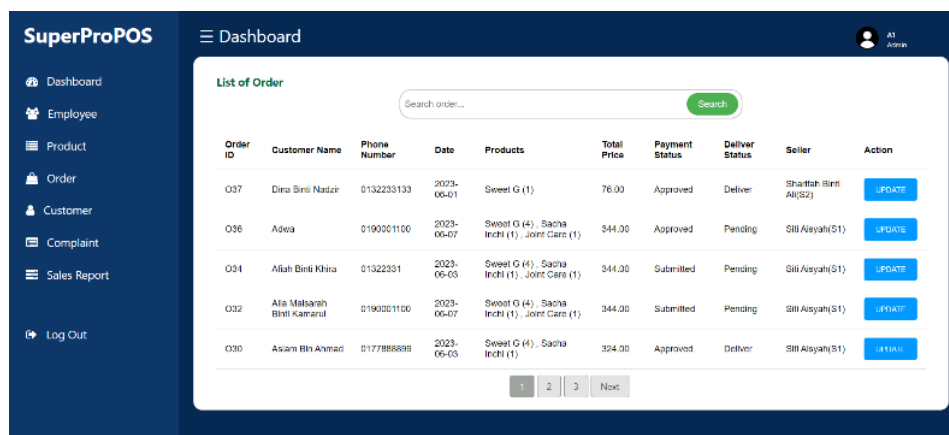 SuperProPOS
☰ Dashboard
A1
Admin
Dashboard
Employee
Product
Order
Customer
Complaint
Sales Report
Log Out
List of Order
Search order...
Search
Order ID Customer Name Phone Number Date Products Total Price Payment Status Deliver Status Seller Action
O37 Dina Binti Nadzir 0132233133 2023-06-01 Sweet G (1) 76.00 Approved Deliver Shariffah Binti Ali(S2) UPDATE
O36 Adwa 0190001100 2023-06-07 Sweet G (4) , Sacha Inchi (1) , Joint Care (1) 344.00 Approved Pending Siti Aisyah(S1) UPDATE
O34 Afiah Binti Khira 01322331 2023-06-03 Sweet G (4) , Sacha Inchi (1) , Joint Care (1) 344.00 Submitted Pending Siti Aisyah(S1) UPDATE
O32 Alia Maisarah Binti Kamarul 0190001100 2023-06-07 Sweet G (4) , Sacha Inchi (1) , Joint Care (1) 344.00 Submitted Pending Siti Aisyah(S1) UPDATE
O30 Aslam Bin Ahmad 0177888899 2023-06-03 Sweet G (4) , Sacha Inchi (1) 324.00 Approved Deliver Siti Aisyah(S1) UPDATE
1 2 3 Next